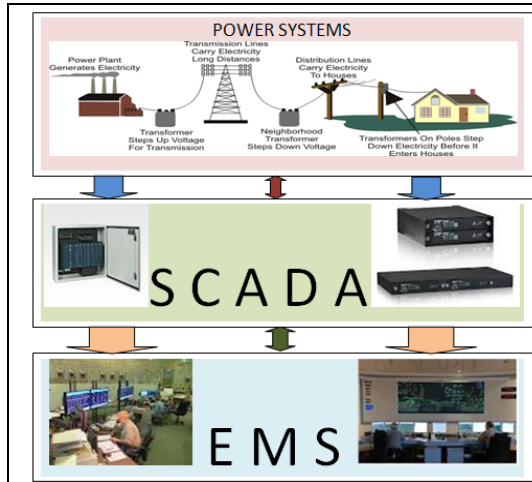 POWER SYSTEMS
Power Plant
Generates Electricity
Transmission Lines
Carry Electricity
Long Distances
Distribution Lines
Carry Electricity
To Houses
Transformer
Steps Up Voltage
For Transmission
Neighborhood
Transformer
Steps Down Voltage
Transformers On Poles Step
Down Electricity Before It
Enters Houses
SCADA
EMS